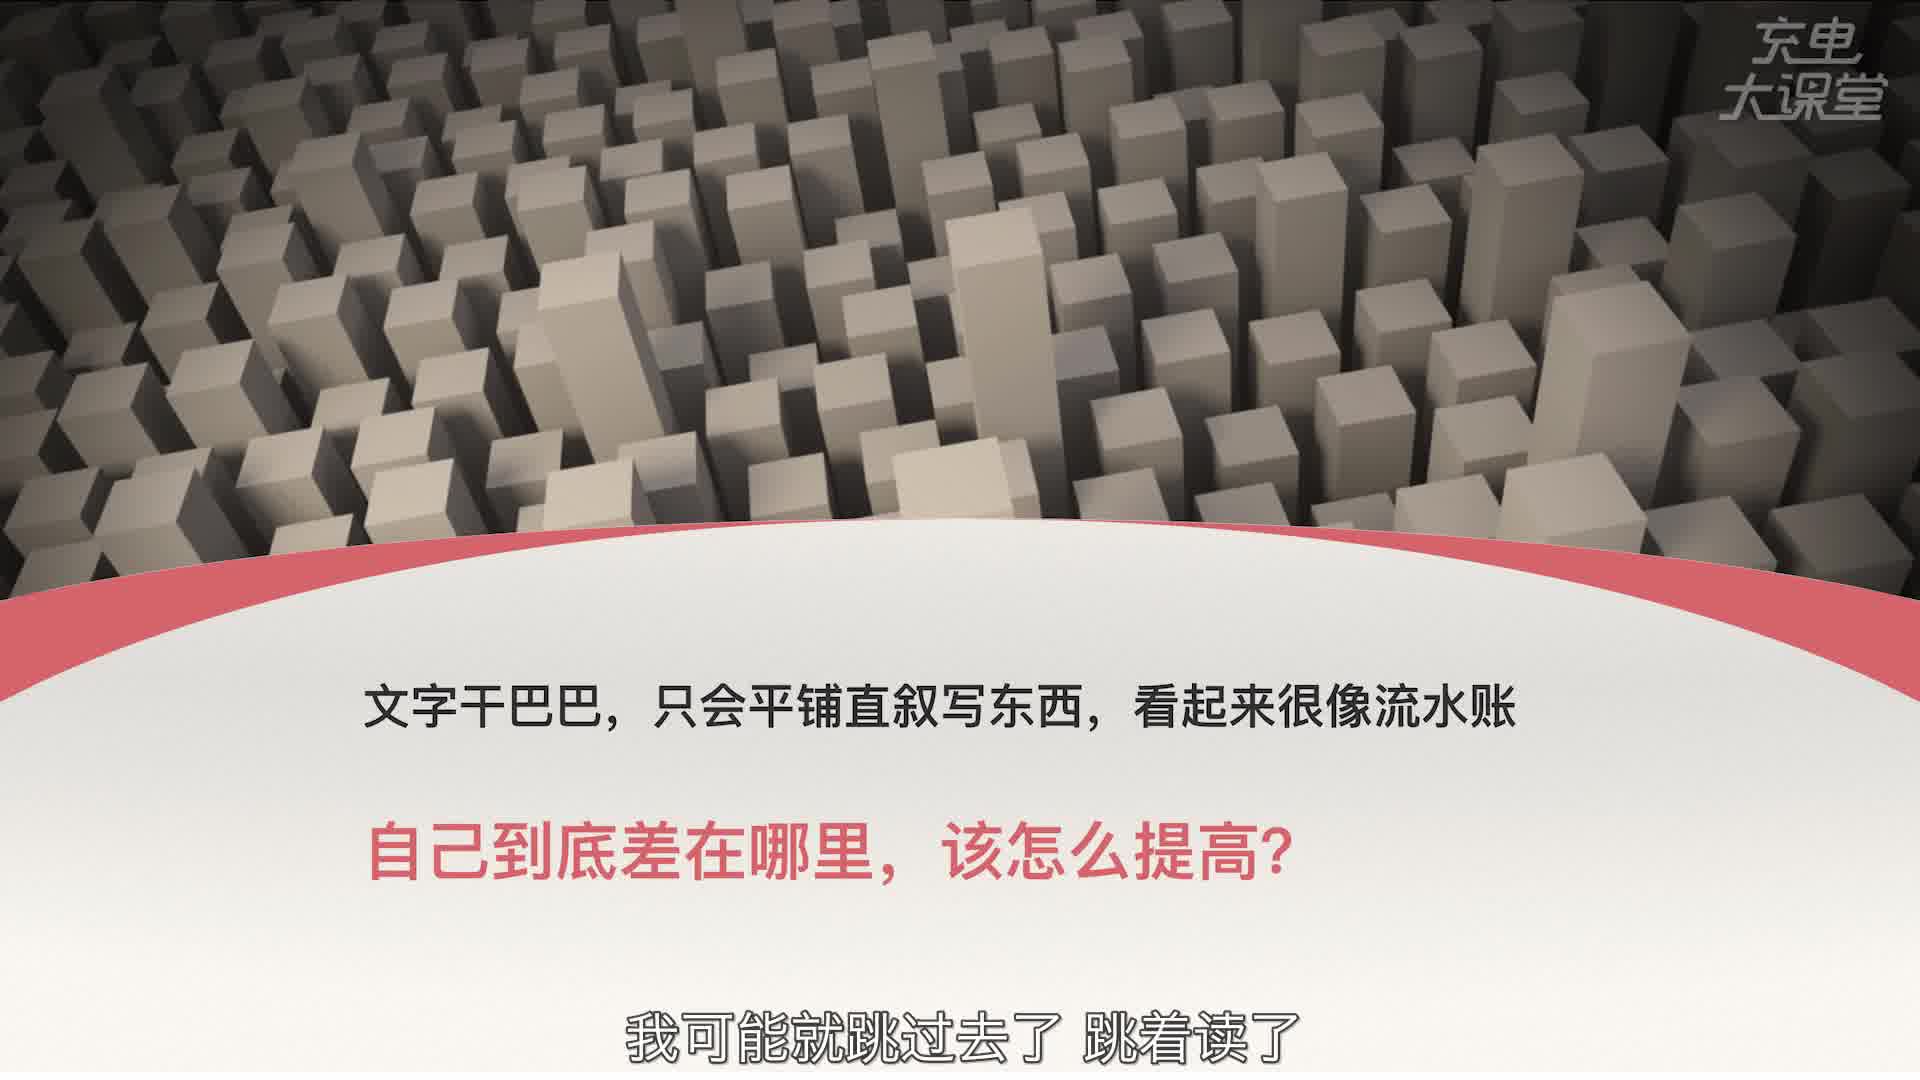 充电
大课堂
文字干巴巴，只会平铺直叙写东西，看起来很像流水账
自己到底差在哪里，该怎么提高？
我可能就跳过去了 跳着读了